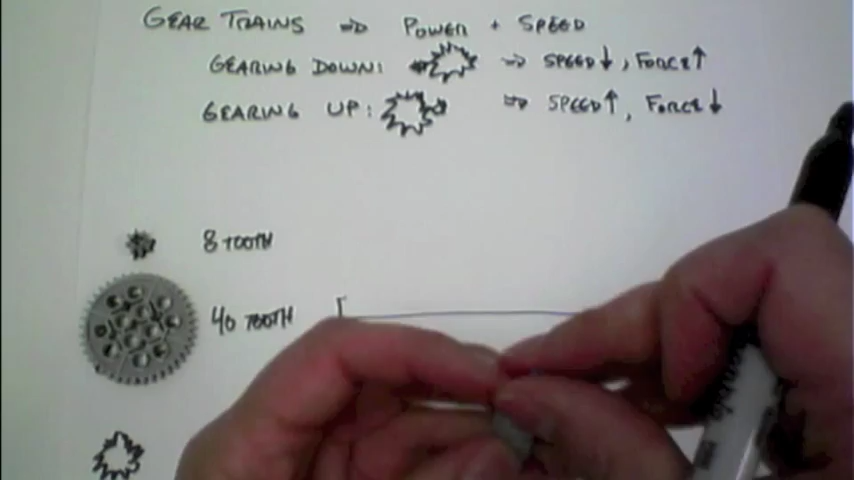 GEAR TRAINS ⇒ POWER + SPEED
GEARING DOWN: ⇒ SPEED↓, FORCE↑
GEARING UP: ⇒ SPEED↑, FORCE↓
8 TOOTH
40 TOOTH